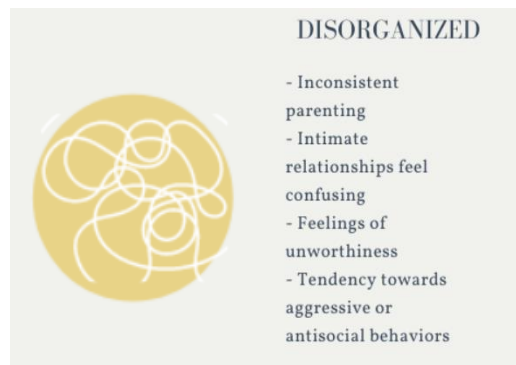 DISORGANIZED
- Inconsistent
parenting
- Intimate
relationships feel
confusing
- Feelings of
unworthiness
- Tendency towards
aggressive or
antisocial behaviors